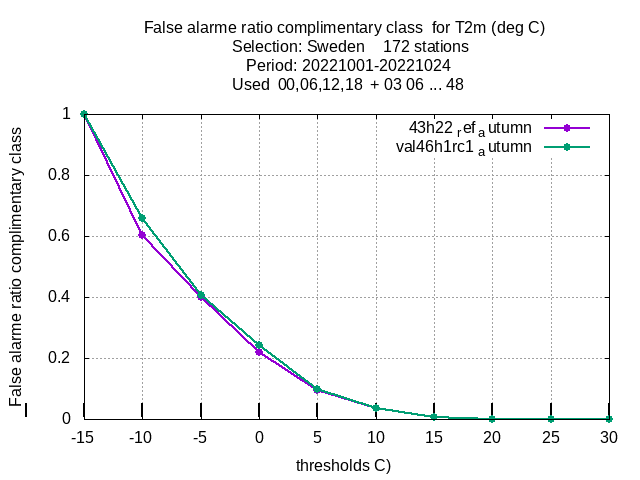 False alarme ratio complimentary class  for T2m (deg C)
Selection: Sweden    172 stations
Period: 20221001-20221024
Used  00,06,12,18  + 03 06 ... 48
43h22 ref a utumn
val46h1rc1 a utumn
1
0.8
0.6
0.4
0.2
0
False alarme ratio complimentary class
-15 -10 -5 0 5 10 15 20 25 30
thresholds C)